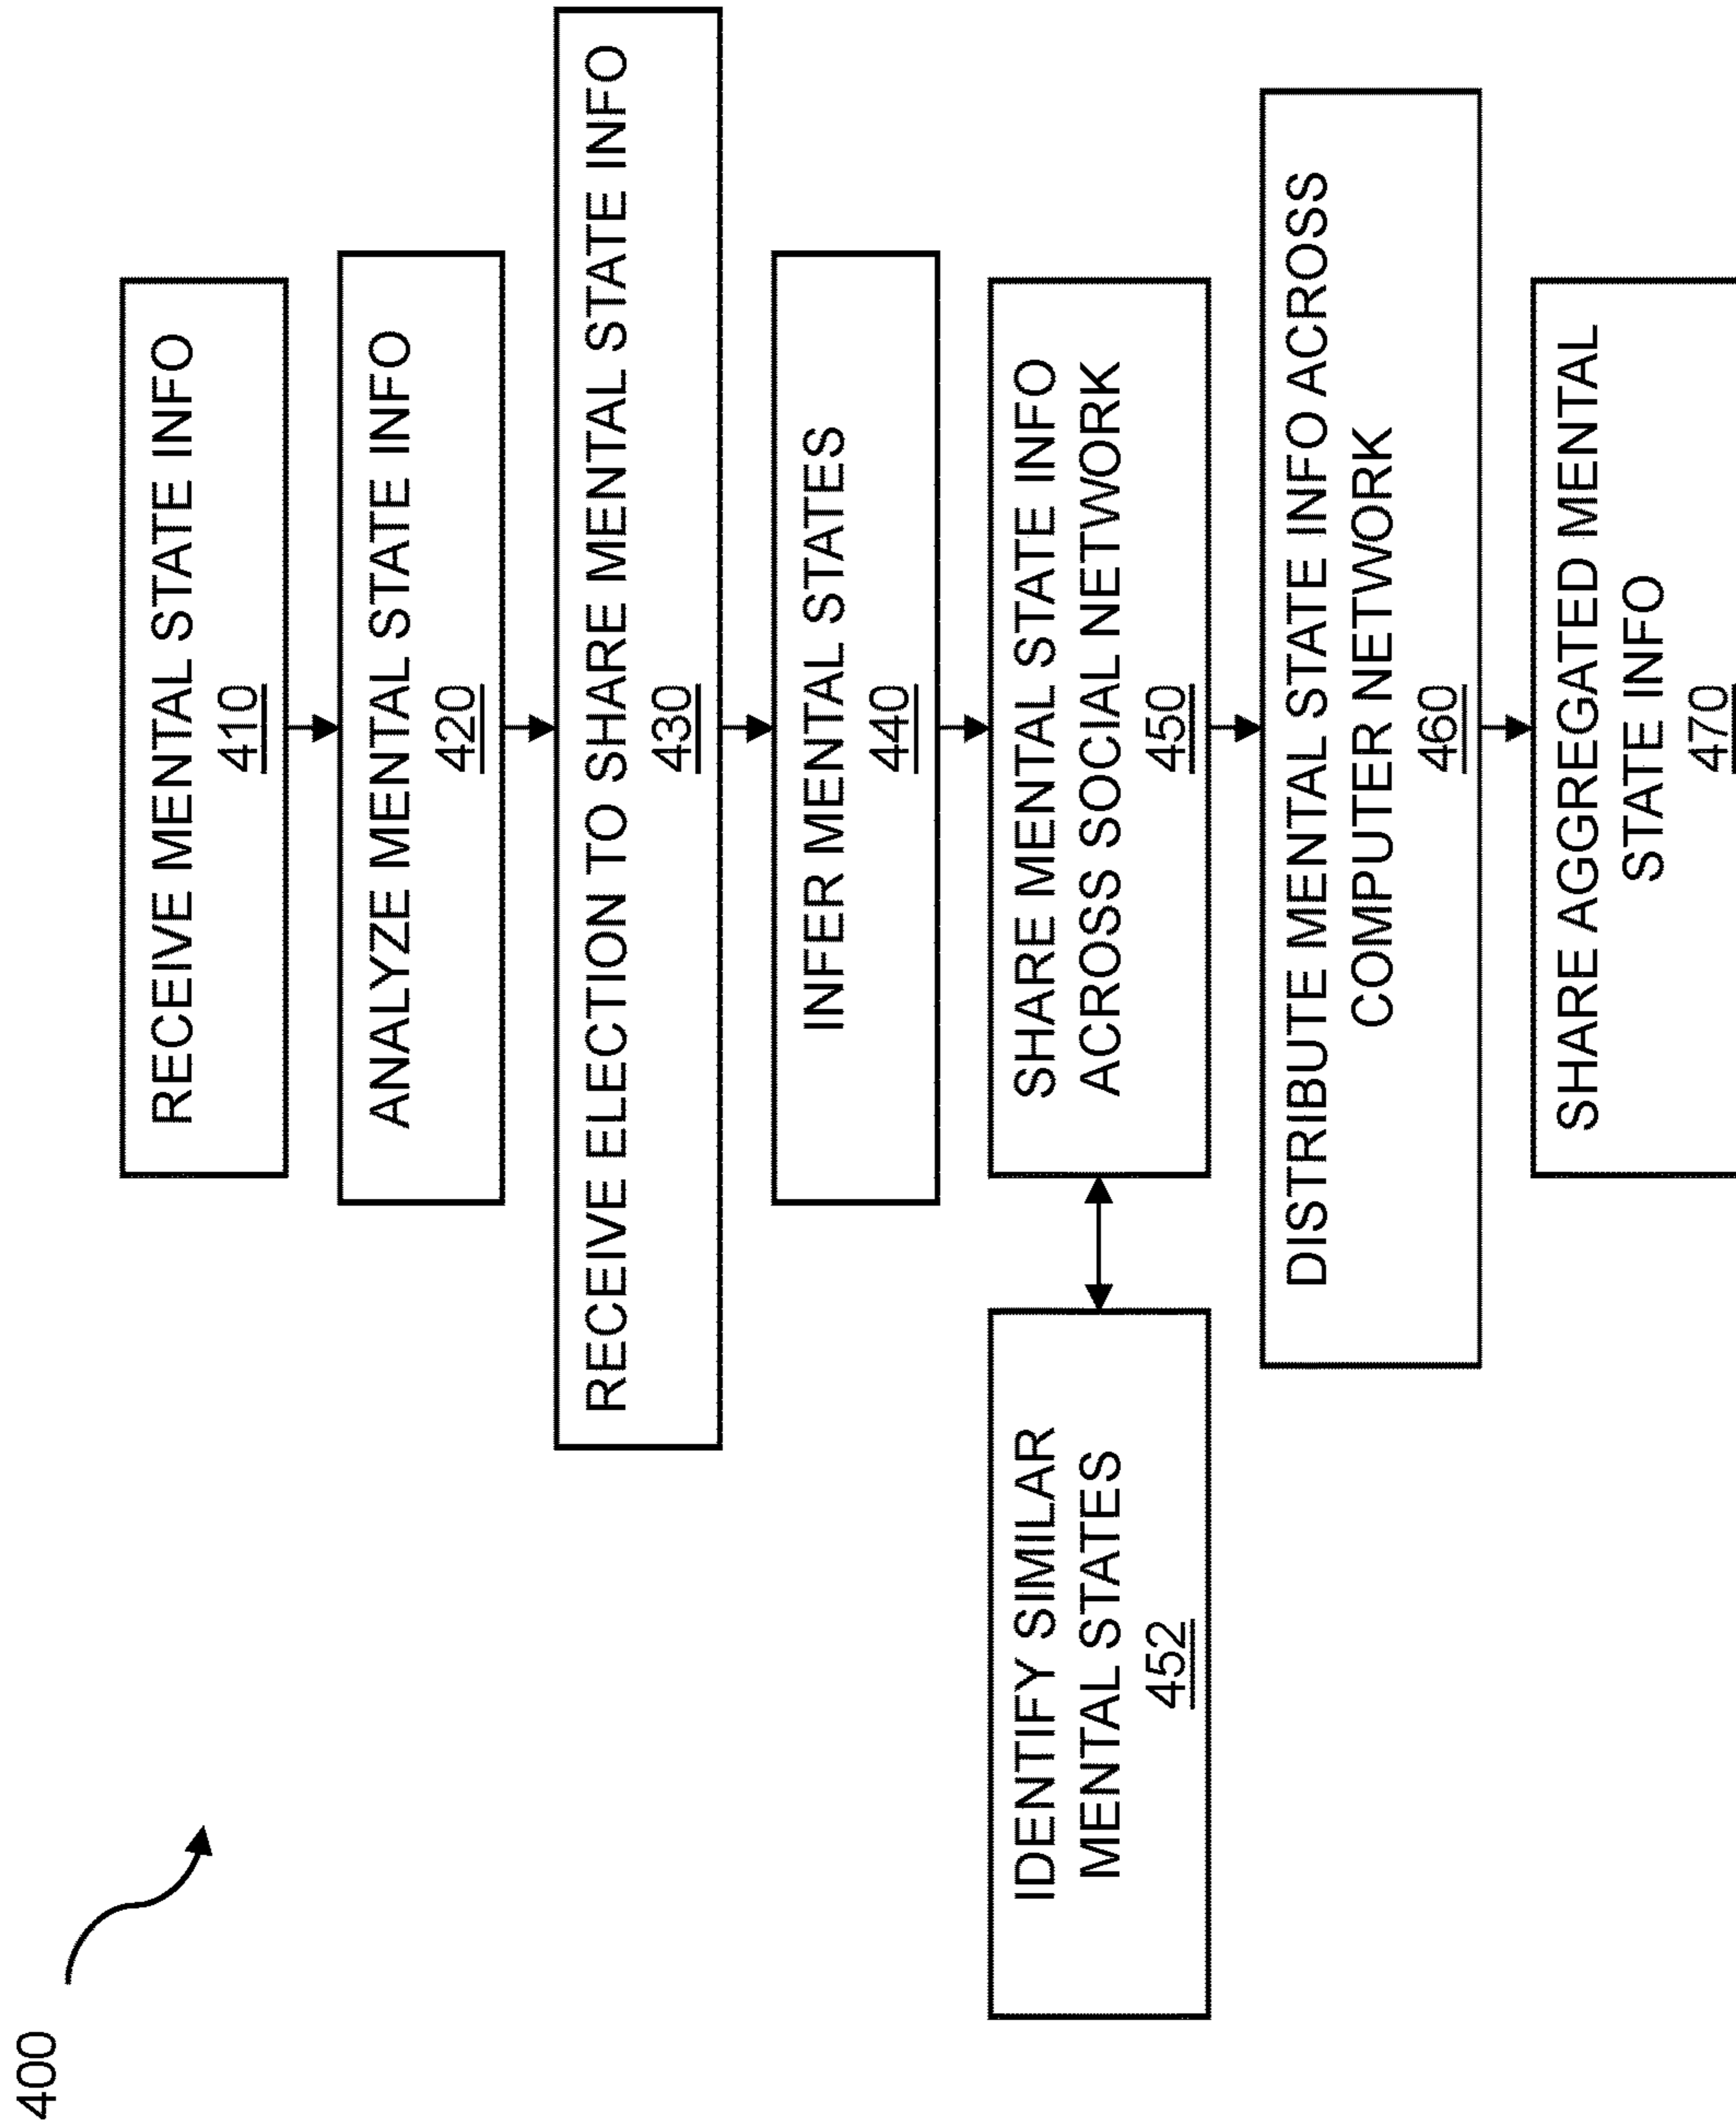 400
RECEIVE MENTAL STATE INFO
410
ANALYZE MENTAL STATE INFO
420
RECEIVE ELECTION TO SHARE MENTAL STATE INFO
430
INFER MENTAL STATES
440
IDENTIFY SIMILAR
MENTAL STATES
452
SHARE MENTAL STATE INFO
ACROSS SOCIAL NETWORK
450
DISTRIBUTE MENTAL STATE INFO ACROSS
COMPUTER NETWORK
460
SHARE AGGREGATED MENTAL
STATE INFO
470